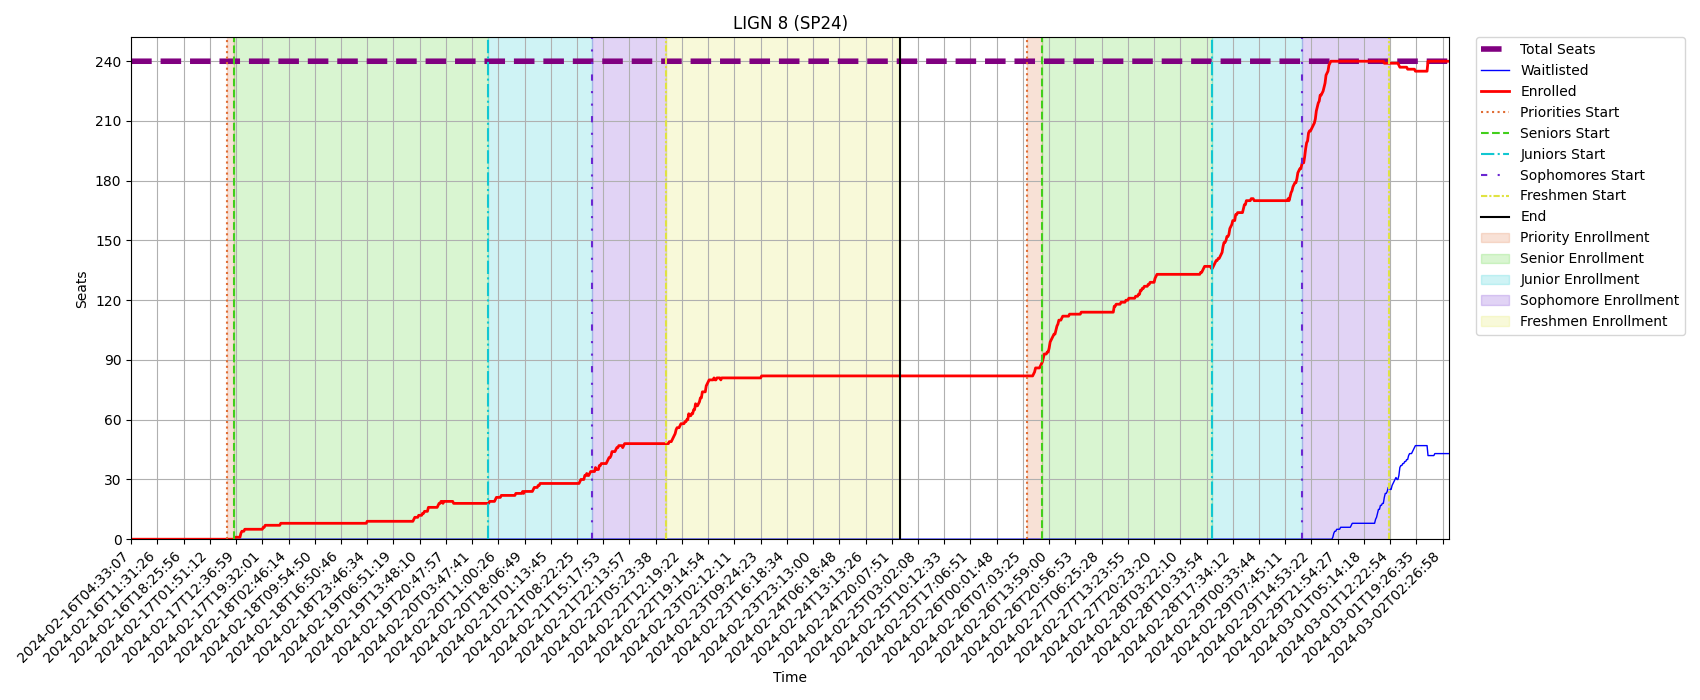 LIGN 8 (SP24)
Seats
240
210
180
150
120
90
60
30
0
2024-02-16T04:33:07
2024-02-16T11:31:26
2024-02-16T18:25:56
2024-02-17T01:51:12
2024-02-17T12:36:59
2024-02-17T19:32:01
2024-02-18T02:46:14
2024-02-18T09:54:50
2024-02-18T16:50:46
2024-02-18T23:46:34
2024-02-19T06:51:19
2024-02-19T13:48:10
2024-02-19T20:47:57
2024-02-20T03:47:41
2024-02-20T11:00:26
2024-02-20T18:06:49
2024-02-21T01:13:45
2024-02-21T08:22:25
2024-02-21T15:17:53
2024-02-21T22:13:57
2024-02-22T05:23:38
2024-02-22T12:19:22
2024-02-22T19:14:54
2024-02-23T02:12:11
2024-02-23T09:24:23
2024-02-23T16:18:34
2024-02-23T23:13:00
2024-02-24T06:18:48
2024-02-24T13:13:26
2024-02-24T20:07:51
2024-02-25T03:02:08
2024-02-25T10:12:33
2024-02-25T17:06:51
2024-02-26T00:01:48
2024-02-26T07:03:25
2024-02-26T13:59:00
2024-02-26T20:56:53
2024-02-27T06:25:28
2024-02-27T13:23:55
2024-02-27T20:23:20
2024-02-28T03:22:10
2024-02-28T10:33:54
2024-02-28T17:34:12
2024-02-29T00:33:44
2024-02-29T07:45:11
2024-02-29T14:53:22
2024-02-29T21:54:27
2024-03-01T05:14:18
2024-03-01T12:22:54
2024-03-01T19:26:35
2024-03-02T02:26:58
Time
Total Seats
Waitlisted
Enrolled
Priorities Start
Seniors Start
Juniors Start
Sophomores Start
Freshmen Start
End
Priority Enrollment
Senior Enrollment
Junior Enrollment
Sophomore Enrollment
Freshmen Enrollment